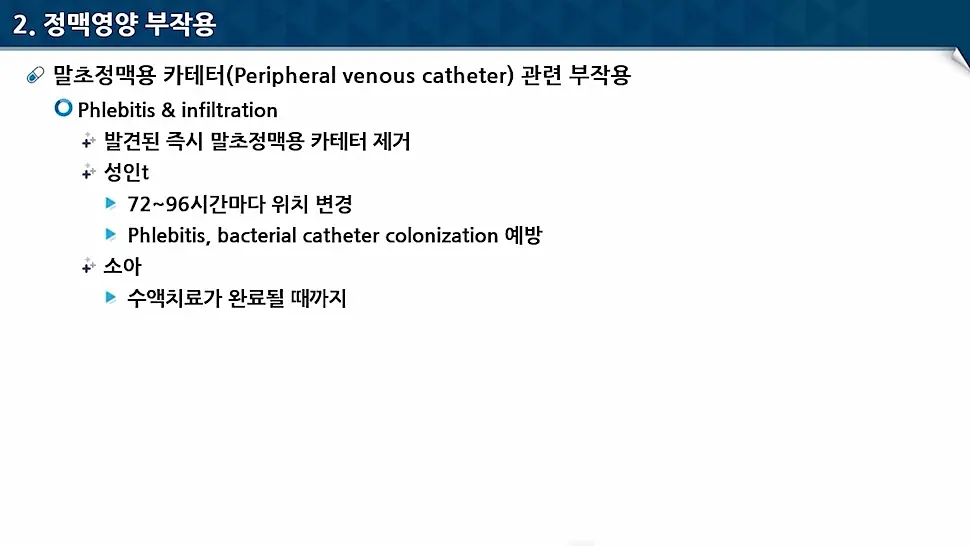 2. 정맥영양 부작용
말초정맥용 카테터(Peripheral venous catheter) 관련 부작용
Phlebitis & infiltration
발견된 즉시 말초정맥용 카테터 제거
성인t
72~96시간마다 위치 변경
Phlebitis, bacterial catheter colonization 예방
소아
수액치료가 완료될 때까지